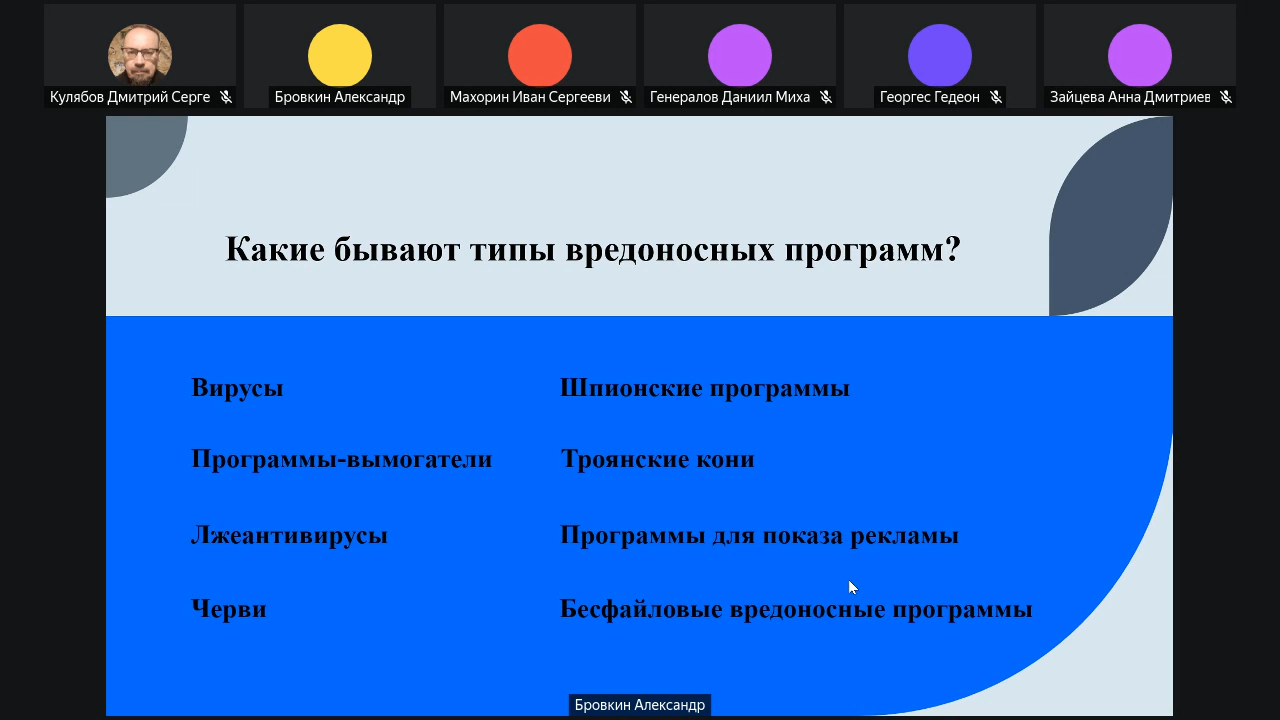 Кулябов Дмитрий Серге
Бровкин Александр
Махорин Иван Сергееви
Генералов Даниил Миха
Георгес Гедеон
Зайцева Анна Дмитриев
Какие бывают типы вредоносных программ?
Вирусы
Шпионские программы
Программы-вымогатели
Троянские кони
Лжеантивирусы
Программы для показа рекламы
Черви
Бесфайловые вредоносные программы
Бровкин Александр